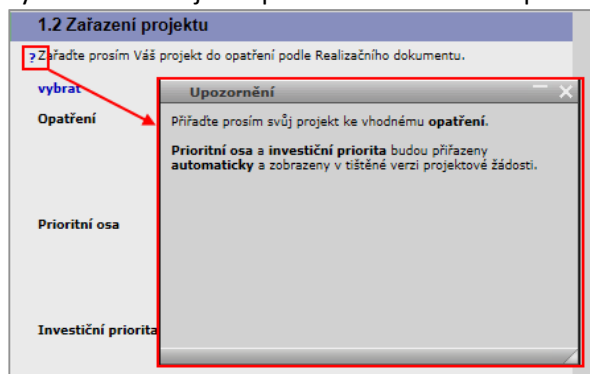 1.2 Zařazení projektu
? Zařaďte prosím Váš projekt do opatření podle Realizačního dokumentu.
vybrat
Upozornění
Opatření
Přiřaďte prosím svůj projekt ke vhodnému opatření.
Prioritní osa a investiční priorita budou přiřazeny
automaticky a zobrazeny v tištěné verzi projektové žádosti.
Prioritní osa
Investiční priorita